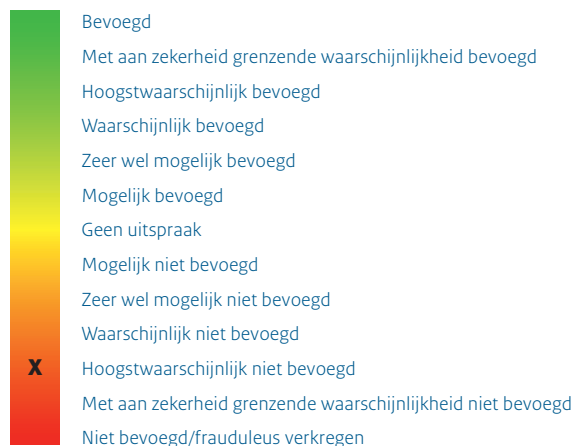 Bevoegd
Met aan zekerheid grenzende waarschijnlijkheid bevoegd
Hoogstwaarschijnlijk bevoegd
Waarschijnlijk bevoegd
Zeer wel mogelijk bevoegd
Mogelijk bevoegd
Geen uitspraak
Mogelijk niet bevoegd
Zeer wel mogelijk niet bevoegd
Waarschijnlijk niet bevoegd
X Hoogstwaarschijnlijk niet bevoegd
Met aan zekerheid grenzende waarschijnlijkheid niet bevoegd
Niet bevoegd/frauduleus verkregen